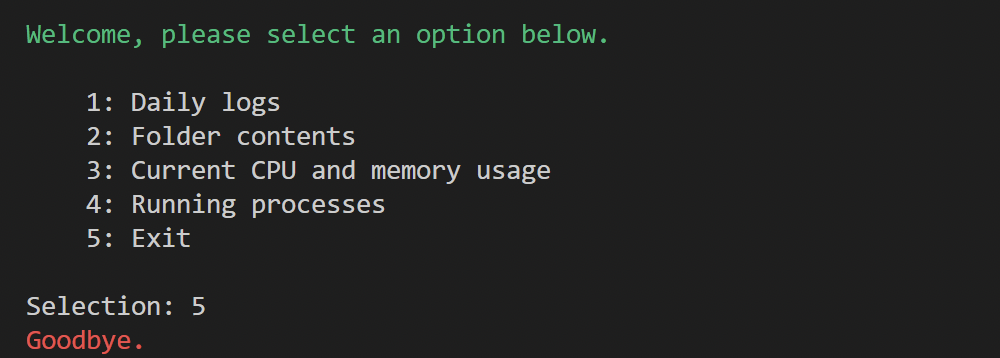 Welcome, please select an option below.
1: Daily logs
2: Folder contents
3: Current CPU and memory usage
4: Running processes
5: Exit
Selection: 5
Goodbye.